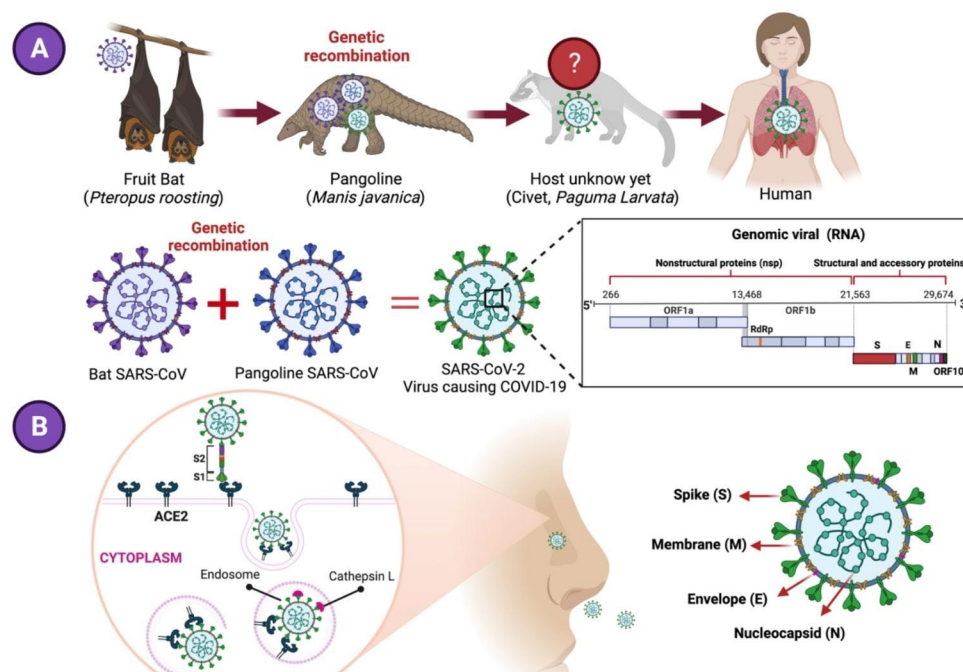 A
Genetic
recombination
?
Fruit Bat
(Pteropus roosting)
Pangoline
(Manis javanica)
Host unknow yet
(Civet, Paguma Larvata)
Human
Genetic
recombination
+
=
Bat SARS-CoV
Pangoline SARS-CoV
SARS-CoV-2
Virus causing COVID-19
Genomic viral (RNA)
Nonstructural proteins (nsp)
Structural and accessory proteins
266
13,468
21,563
29,674
5'
3'
ORF1a
ORF1b
RdRp
S
E
N
M
ORF10
B
S2
S1
ACE2
CYTOPLASM
Endosome
Cathepsin L
Spike (S)
Membrane (M)
Envelope (E)
Nucleocapsid (N)